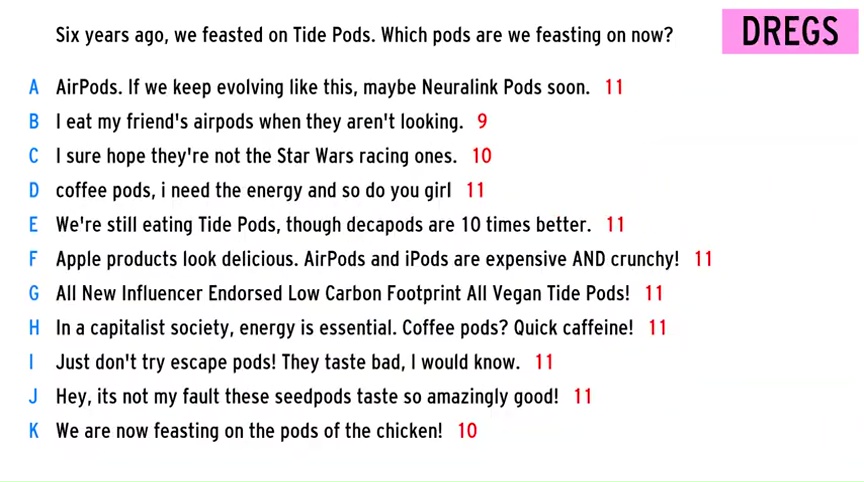 Six years ago, we feasted on Tide Pods. Which pods are we feasting on now?
DREGS
A AirPods. If we keep evolving like this, maybe Neuralink Pods soon. 11
B I eat my friend's airpods when they aren't looking. 9
C I sure hope they're not the Star Wars racing ones. 10
D coffee pods, i need the energy and so do you girl 11
E We're still eating Tide Pods, though decapods are 10 times better. 11
F Apple products look delicious. AirPods and iPods are expensive AND crunchy! 11
G All New Influencer Endorsed Low Carbon Footprint All Vegan Tide Pods! 11
H In a capitalist society, energy is essential. Coffee pods? Quick caffeine! 11
I Just don't try escape pods! They taste bad, I would know. 11
J Hey, its not my fault these seedpods taste so amazingly good! 11
K We are now feasting on the pods of the chicken! 10